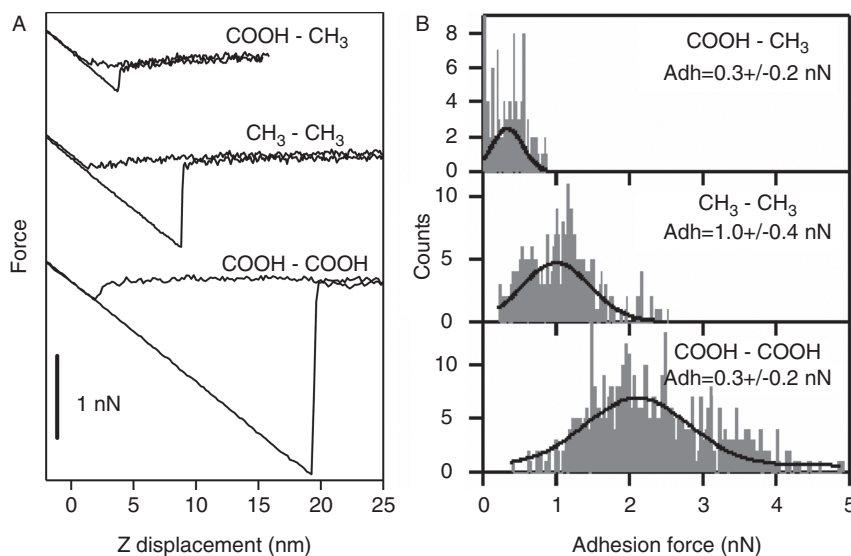 A
COOH - CH₃
CH₃ - CH₃
COOH - COOH
1 nN
Force
0 5 10 15 20 25
Z displacement (nm)
B
8
6
4
2
0
COOH - CH₃
Adh=0.3+/-0.2 nN
10
5
0
CH₃ - CH₃
Adh=1.0+/-0.4 nN
Counts
10
5
0
COOH - COOH
Adh=0.3+/-0.2 nN
0 1 2 3 4 5
Adhesion force (nN)